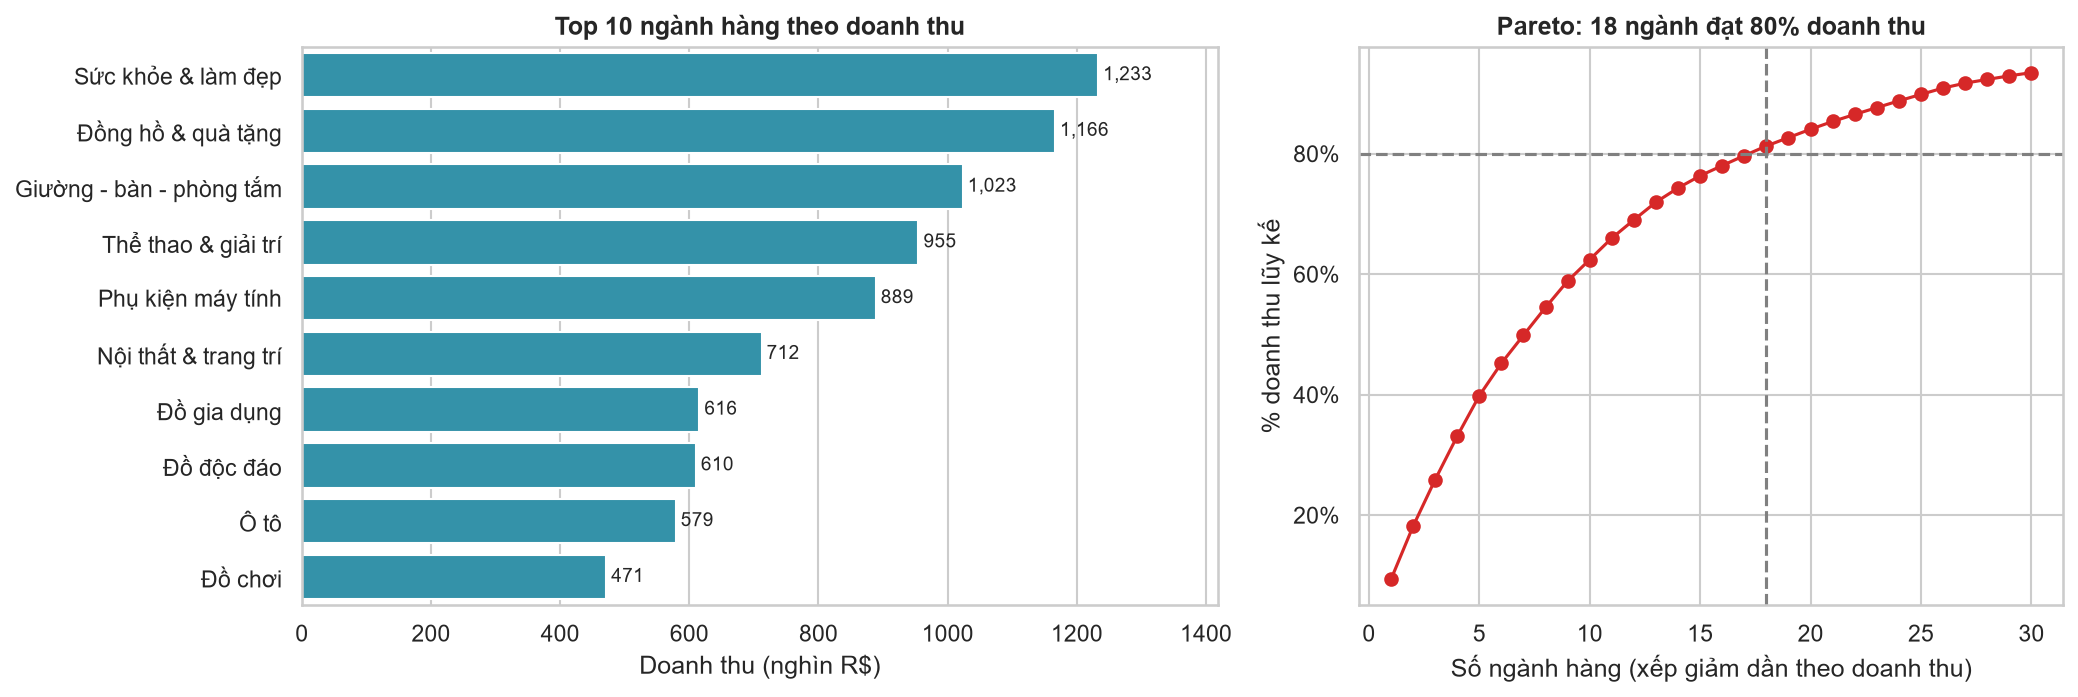 Top 10 ngành hàng theo doanh thu
Sức khỏe & làm đẹp
1,233
Đồng hồ & quà tặng
1,166
Giường - bàn - phòng tắm
1,023
Thể thao & giải trí
955
Phụ kiện máy tính
889
Nội thất & trang trí
712
Đồ gia dụng
616
Đồ độc đáo
610
Ô tô
579
Đồ chơi
471
0 200 400 600 800 1000 1200 1400
Doanh thu (nghìn R$)
Pareto: 18 ngành đạt 80% doanh thu
% doanh thu lũy kế
80%
60%
40%
20%
0 5 10 15 20 25 30
Số ngành hàng (xếp giảm dần theo doanh thu)